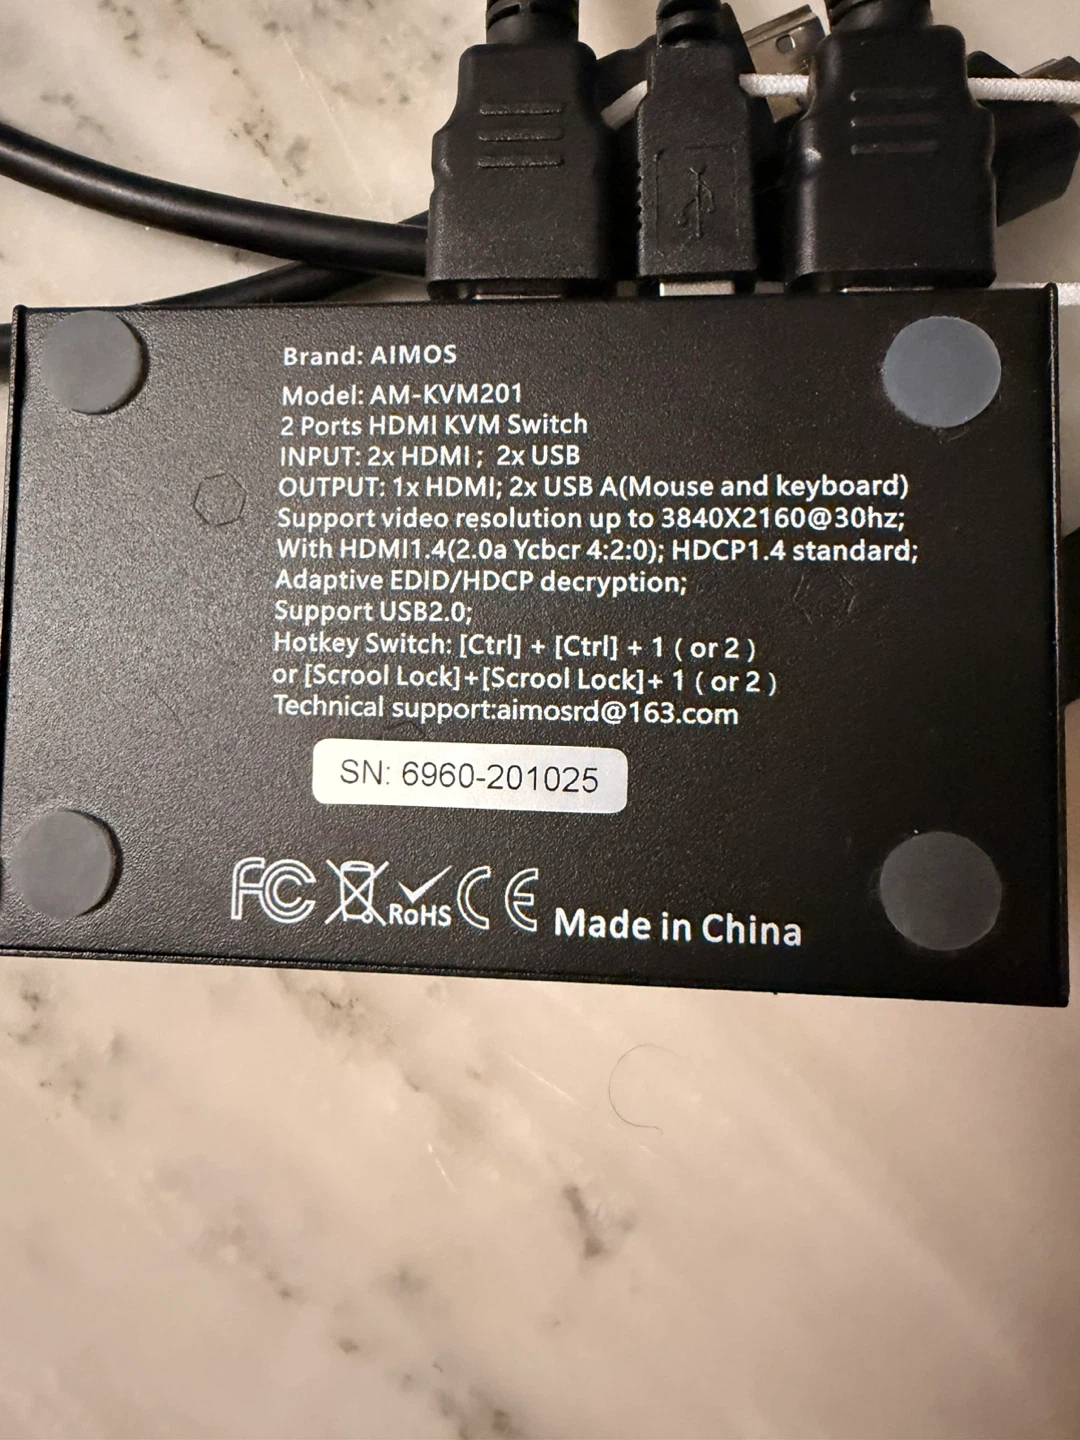 Brand: AIMOS
Model: AM-KVM201
2 Ports HDMI KVM Switch
INPUT: 2x HDMI ; 2x USB
OUTPUT: 1x HDMI; 2x USB A(Mouse and keyboard)
Support video resolution up to 3840X2160@30hz;
With HDMI1.4(2.0a Ycbcr 4:2:0); HDCP1.4 standard;
Adaptive EDID/HDCP decryption;
Support USB2.0;
Hotkey Switch: [Ctrl] + [Ctrl] + 1 ( or 2 )
or [Scrool Lock]+[Scrool Lock]+ 1 ( or 2 )
Technical support:aimosrd@163.com
SN: 6960-201025
FC RoHS CE Made in China